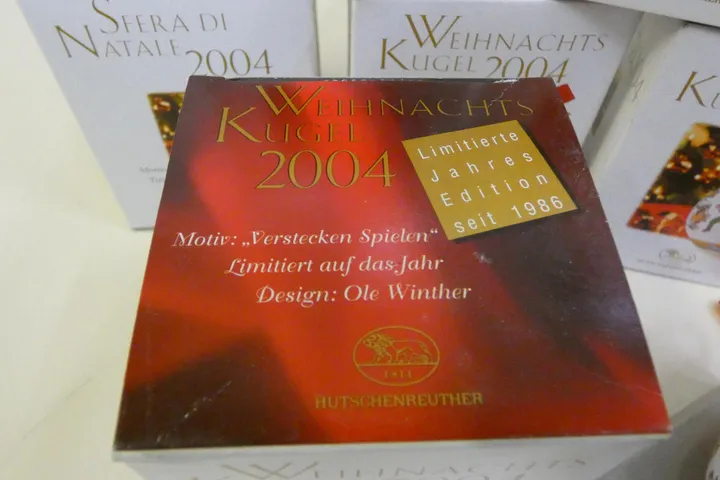 SFERA DI
NATALE 2004
WEIHNACHTS
KUGEL 2004
WEIHNACHTS
KUGEL
2004
Limitierte
Jahres
Edition
seit 1986
Motiv: „Verstecken Spielen“
Limitiert auf das Jahr
Design: Ole Winther
1814
HUTSCHENREUTHER
WEIHNACHTS